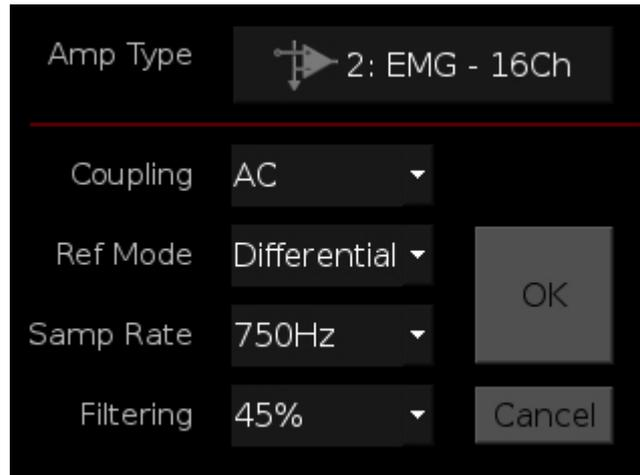 Amp Type 2: EMG - 16Ch
Coupling AC
Ref Mode Differential
OK
Samp Rate 750Hz
Filtering 45% Cancel